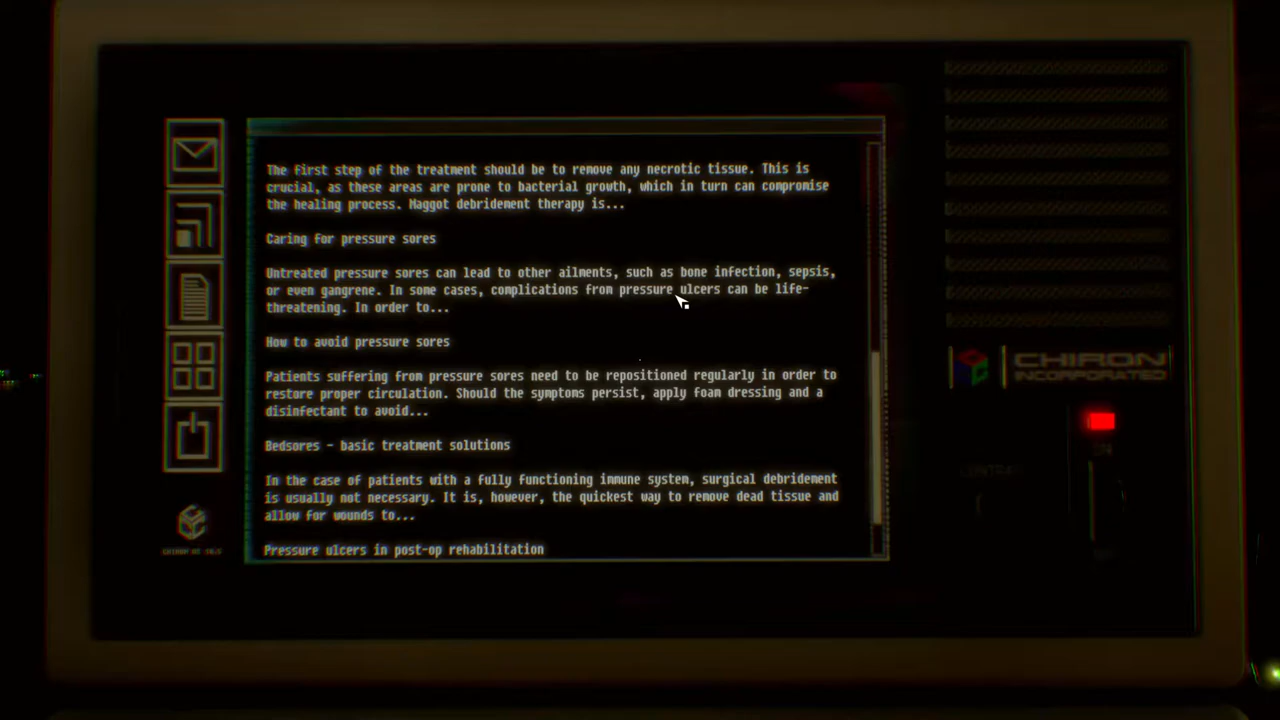 The first step of the treatment should be to remove any necrotic tissue. This is
crucial, as these areas are prone to bacterial growth, which in turn can compromise
the healing process. Maggot debridement therapy is...
Caring for pressure sores
Untreated pressure sores can lead to other ailments, such as bone infection, sepsis,
or even gangrene. In some cases, complications from pressure ulcers can be life-
threatening. In order to...
How to avoid pressure sores
Patients suffering from pressure sores need to be repositioned regularly in order to
restore proper circulation. Should the symptoms persist, apply foam dressing and a
disinfectant to avoid...
Bedsores - basic treatment solutions
In the case of patients with a fully functioning immune system, surgical debridement
is usually not necessary. It is, however, the quickest way to remove dead tissue and
allow for wounds to...
Pressure ulcers in post-op rehabilitation
CHIRON
INCORPORATED